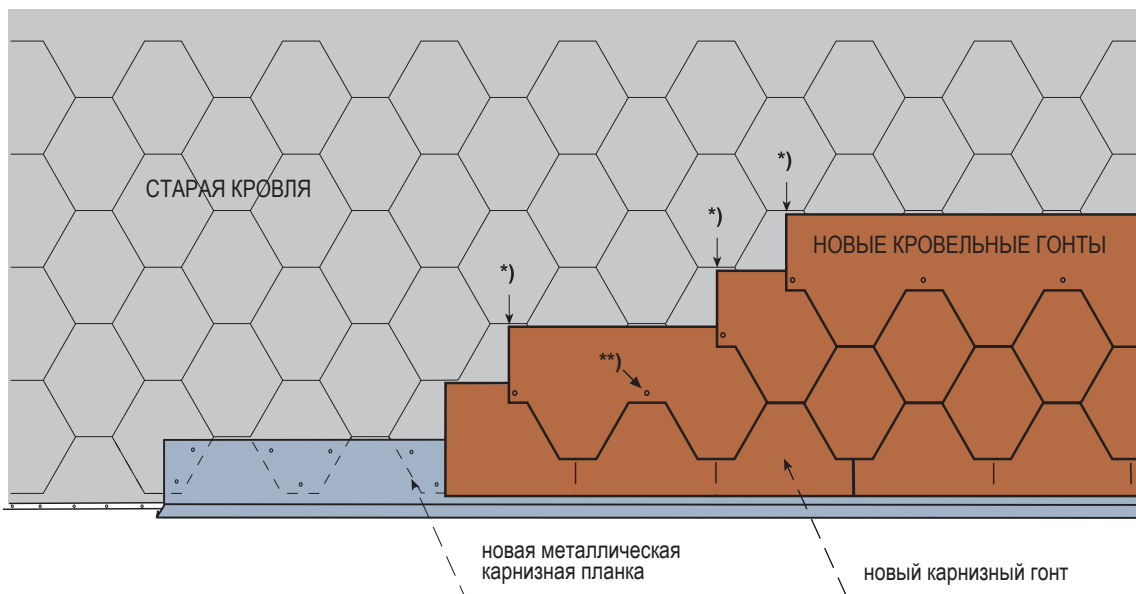 *)
СТАРАЯ КРОВЛЯ
*)
НОВЫЕ КРОВЕЛЬНЫЕ ГОНТЫ
*)
**)
новая металлическая
карнизная планка
новый карнизный гонт